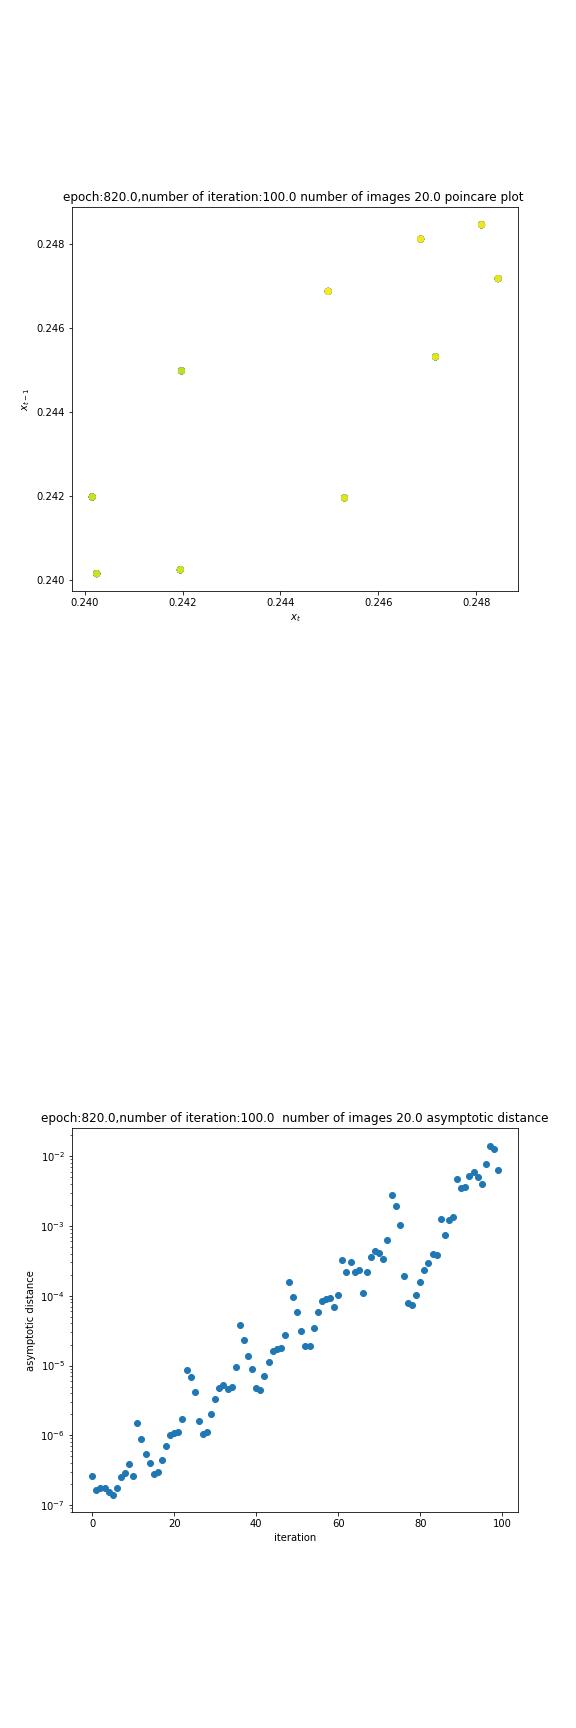 epoch:820.0,number of iteration:100.0 number of images 20.0 poincare plot
0.248
0.246
0.244
0.242
0.240
x_{t-1}
0.240 0.242 0.244 0.246 0.248
x_t
epoch:820.0,number of iteration:100.0  number of images 20.0 asymptotic distance
10^{-2}
10^{-3}
10^{-4}
10^{-5}
10^{-6}
10^{-7}
asymptotic distance
0 20 40 60 80 100
iteration